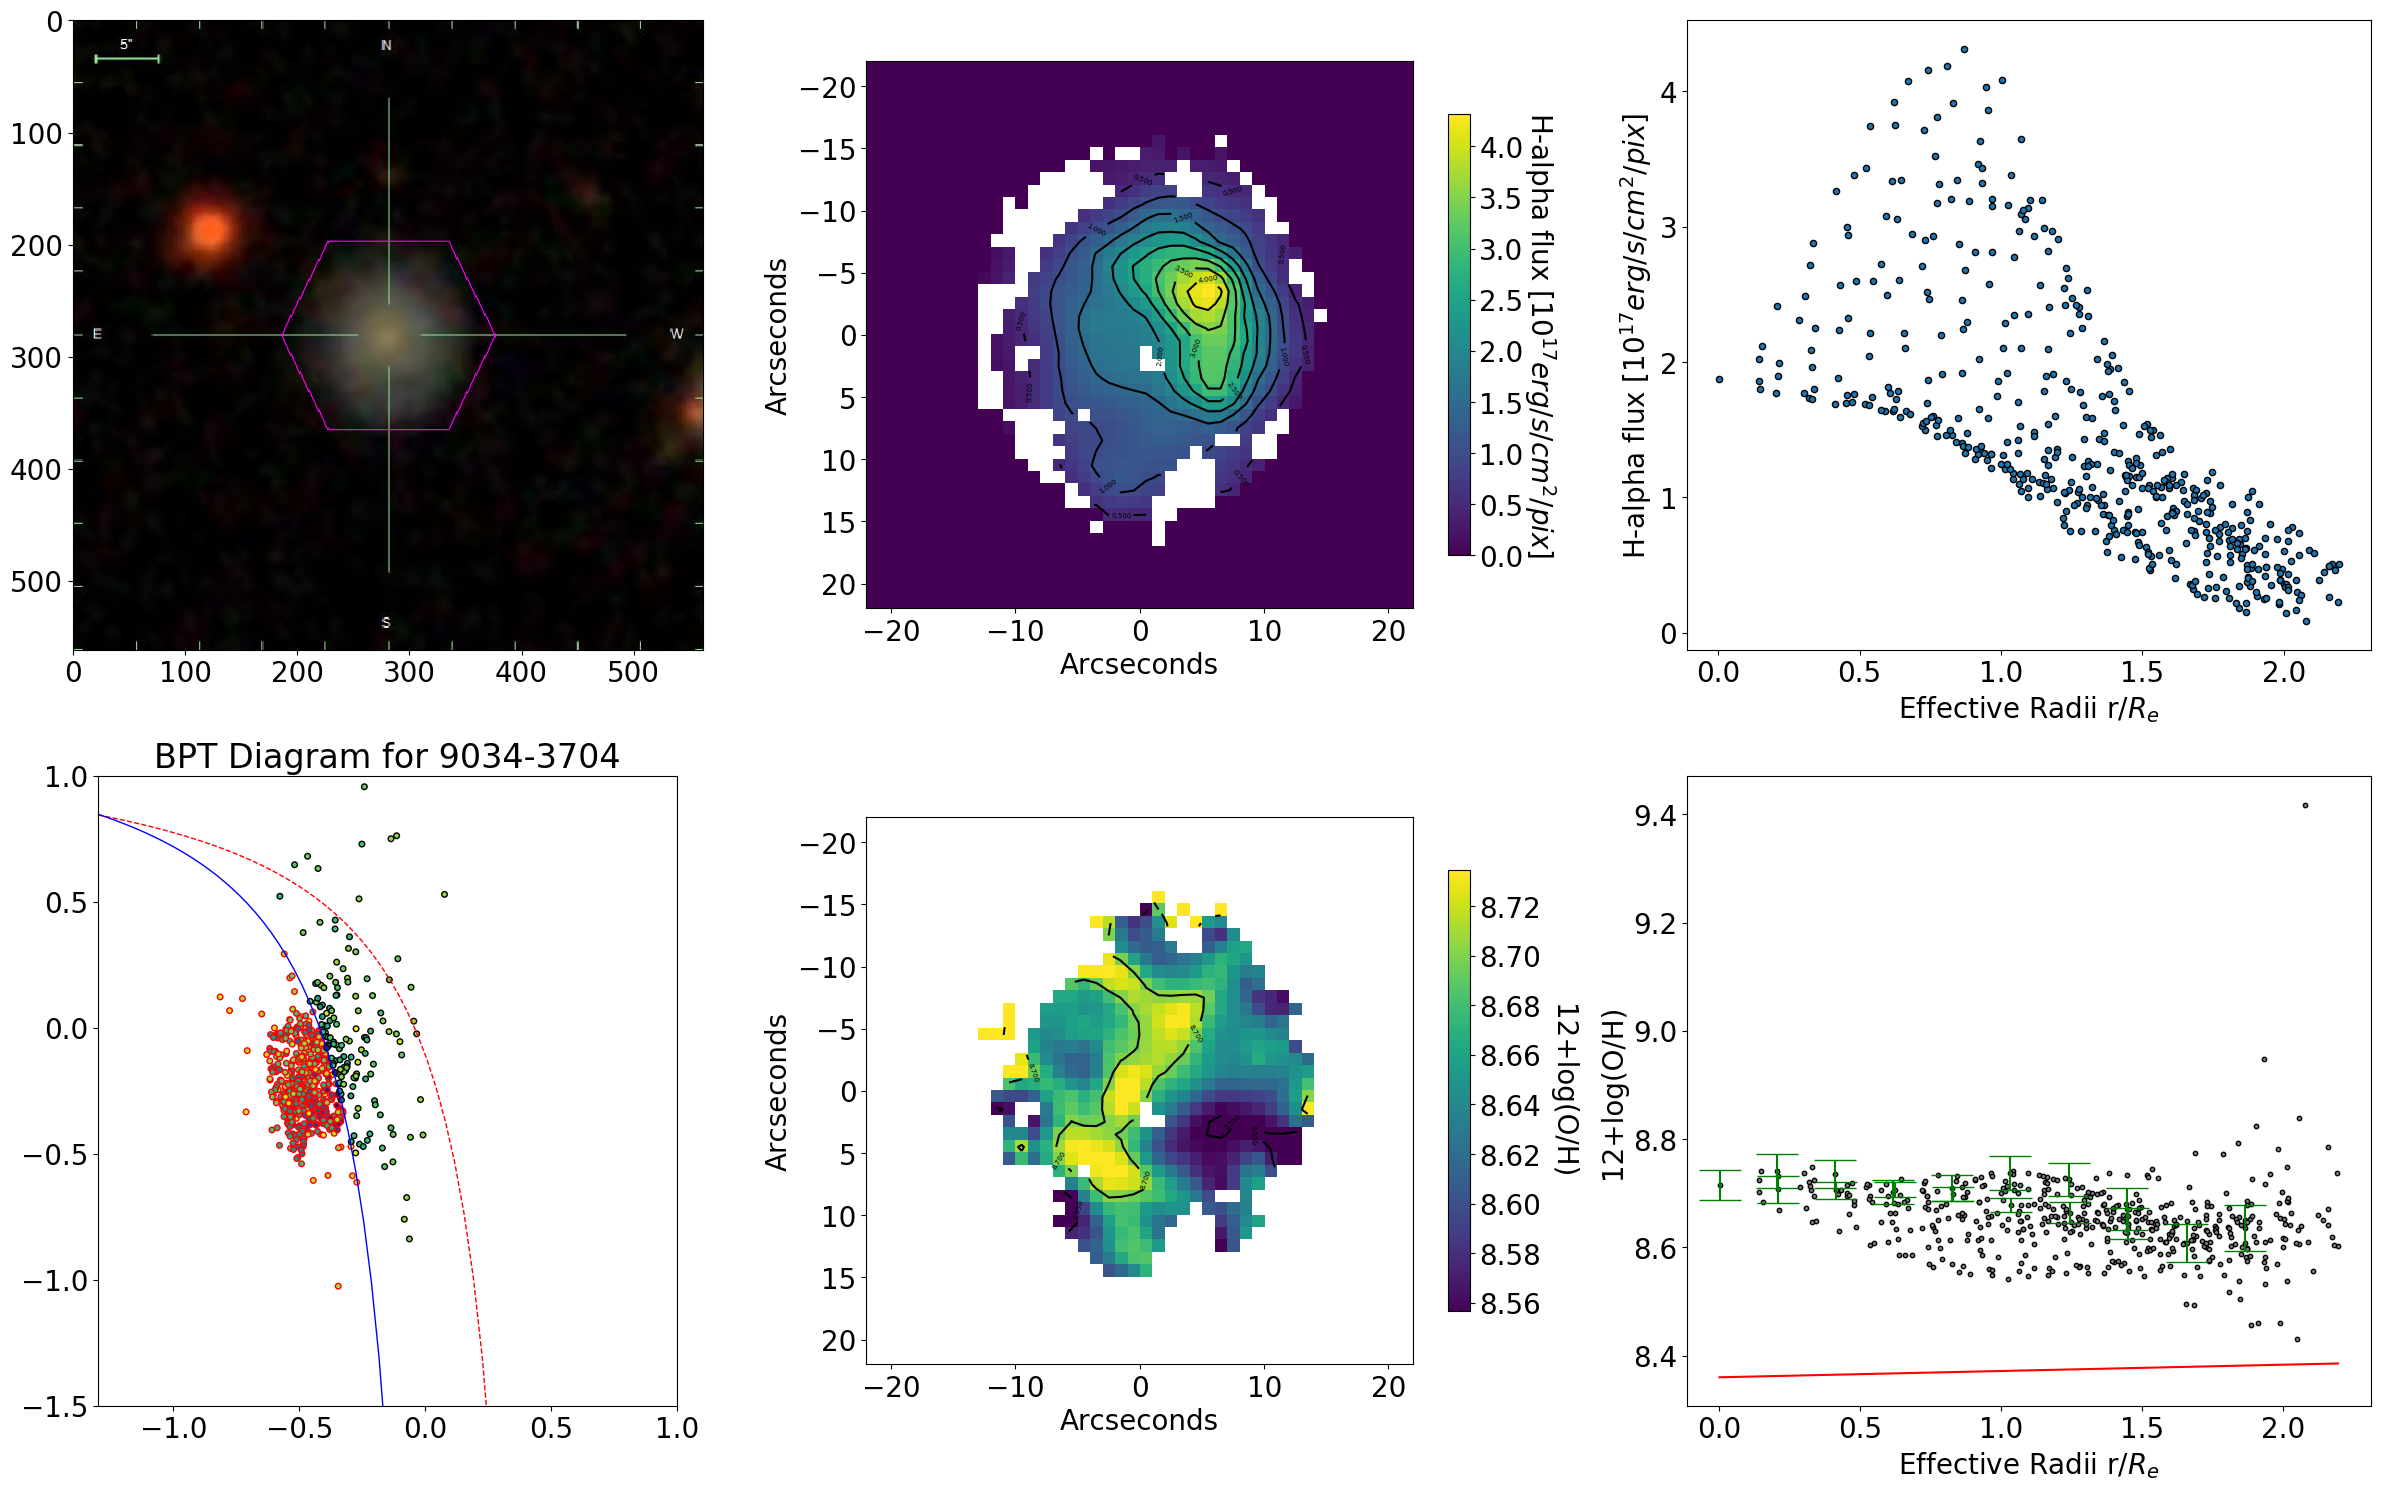 0
100
200
300
400
500
0 100 200 300 400 500
5"
N
E
W
S
−20
−15
−10
−5
0
5
10
15
20
Arcseconds
−20 −10 0 10 20
Arcseconds
4.0
3.5
3.0
2.5
2.0
1.5
1.0
0.5
0.0
H-alpha flux [10^17 erg/s/cm^2/pix]
H-alpha flux [10^17 erg/s/cm^2/pix]
4
3
2
1
0
0.0 0.5 1.0 1.5 2.0
Effective Radii r/R_e
BPT Diagram for 9034-3704
1.0
0.5
0.0
−0.5
−1.0
−1.5
−1.0 −0.5 0.0 0.5 1.0
−20
−15
−10
−5
0
5
10
15
20
Arcseconds
−20 −10 0 10 20
Arcseconds
8.72
8.70
8.68
8.66
8.64
8.62
8.60
8.58
8.56
12+log(O/H)
12+log(O/H)
9.4
9.2
9.0
8.8
8.6
8.4
0.0 0.5 1.0 1.5 2.0
Effective Radii r/R_e